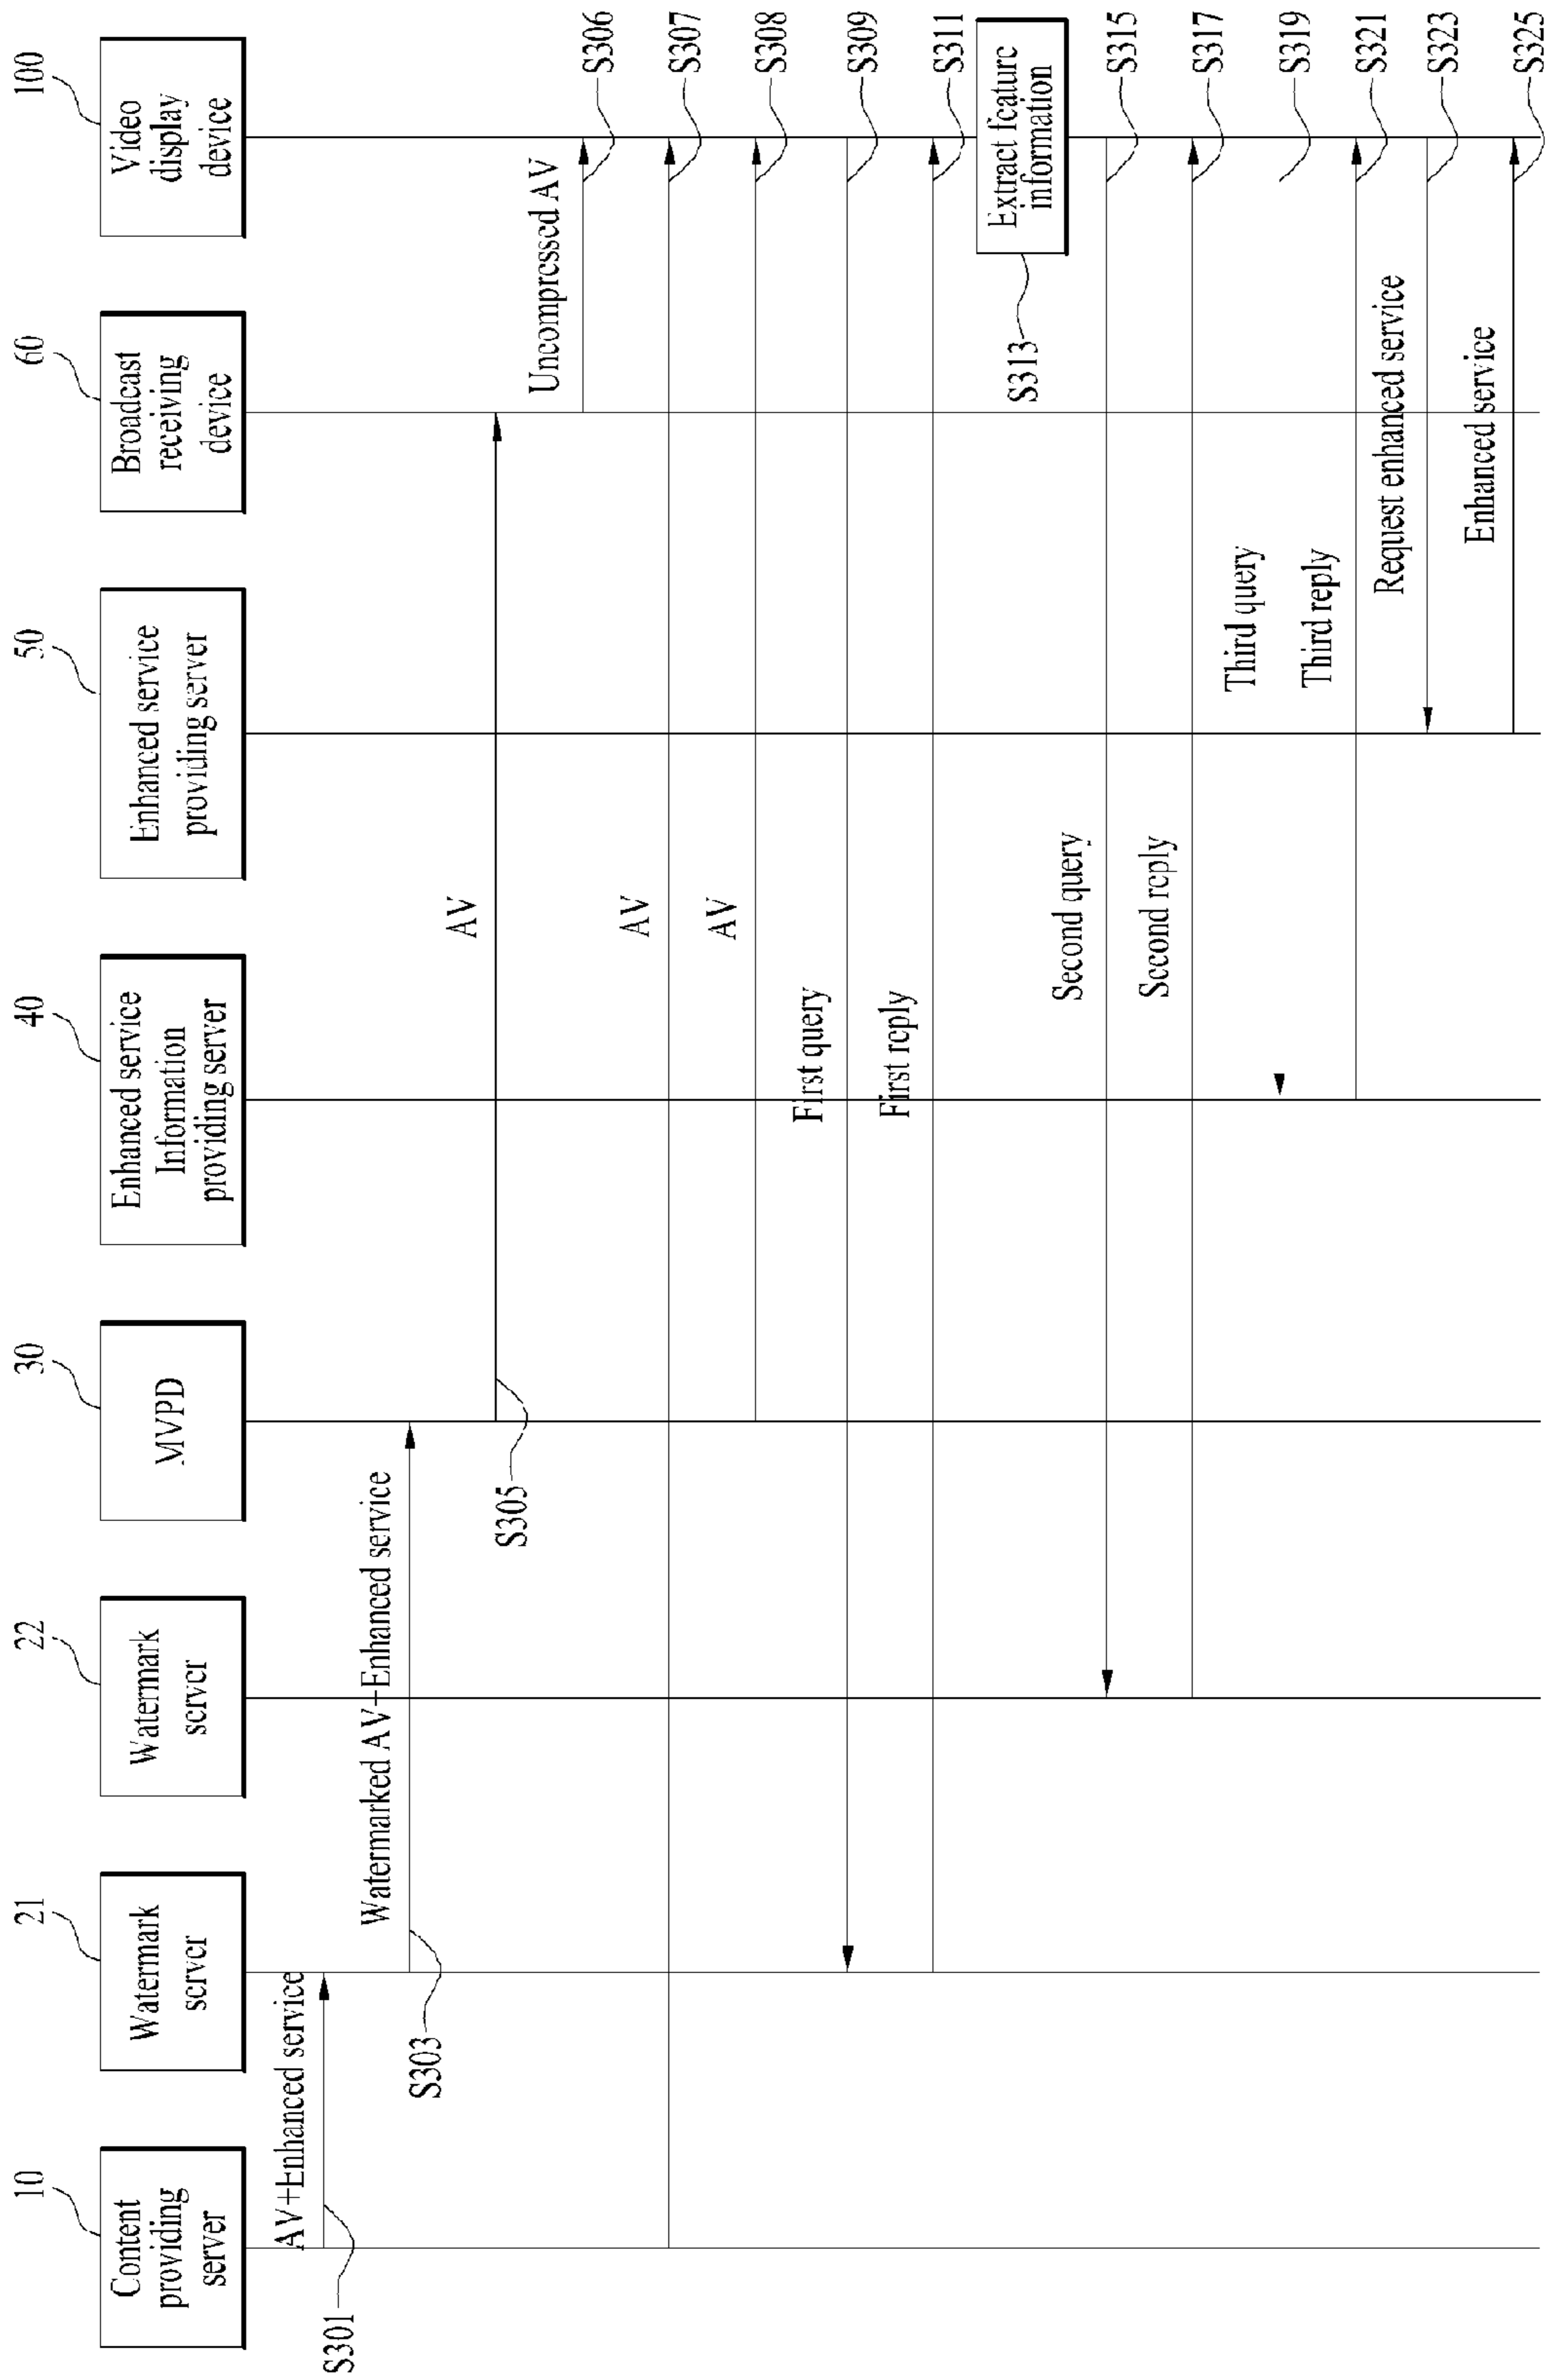 10
Content
providing
server
21
Watermark
server
22
Watermark
server
30
MVPD
40
Enhanced service
Information
providing server
50
Enhanced service
providing server
60
Broadcast
receiving
device
100
Video
display
device
AV+Enhanced service
S301
Watermarked AV+Enhanced service
S303
AV
S305
Uncompressed AV
S306
AV
S307
AV
S308
First query
S309
First reply
S311
Extract feature
information
S313
Second query
S315
Second reply
S317
Third query
S319
Third reply
S321
Request enhanced service
S323
Enhanced service
S325